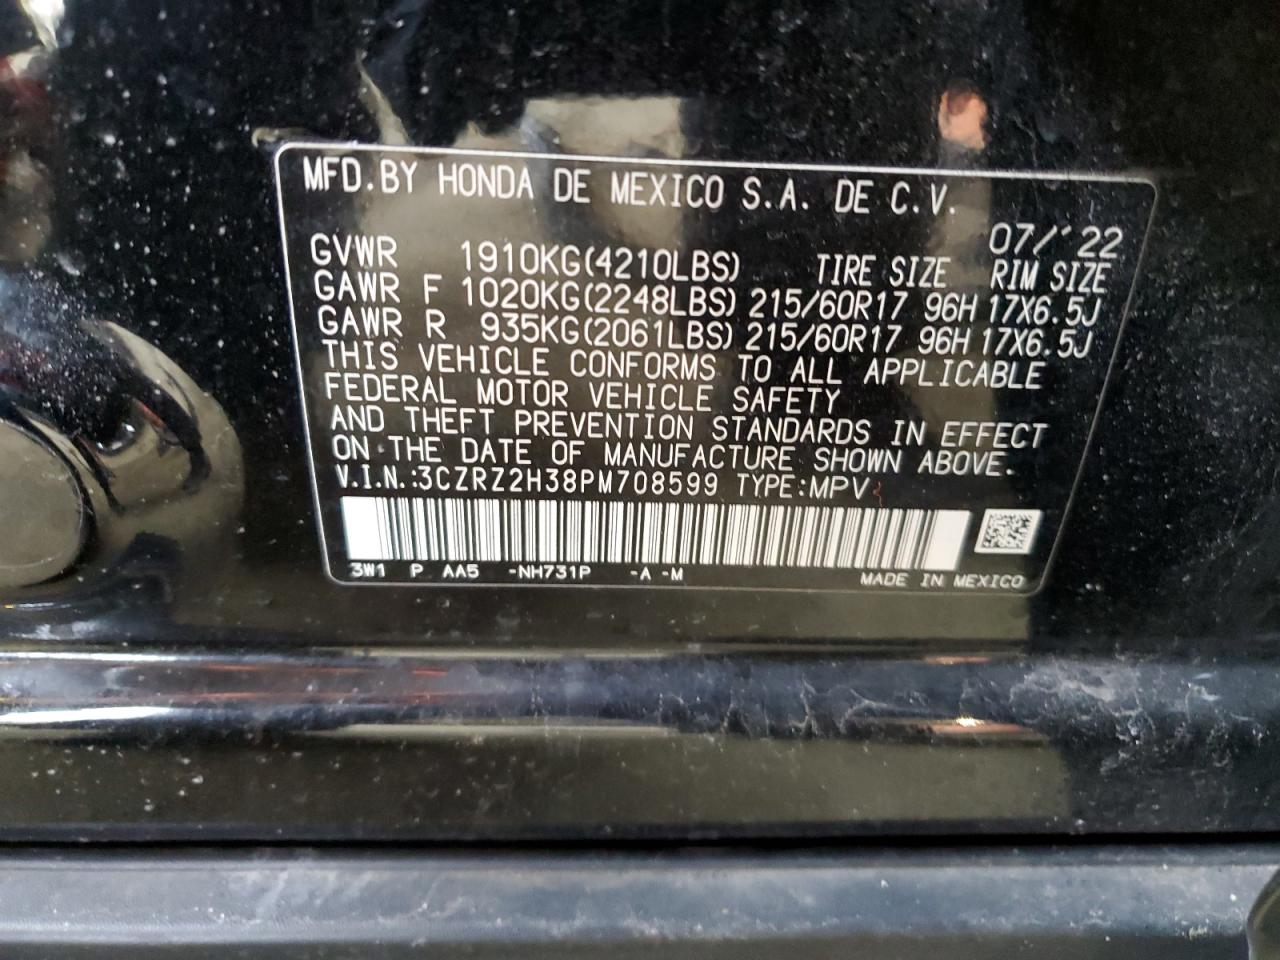 MFD.BY HONDA DE MEXICO S.A. DE C.V.
07/'22
GVWR 1910KG(4210LBS) TIRE SIZE RIM SIZE
GAWR F 1020KG(2248LBS) 215/60R17 96H 17X6.5J
GAWR R 935KG(2061LBS) 215/60R17 96H 17X6.5J
THIS VEHICLE CONFORMS TO ALL APPLICABLE
FEDERAL MOTOR VEHICLE SAFETY
AND THEFT PREVENTION STANDARDS IN EFFECT
ON THE DATE OF MANUFACTURE SHOWN ABOVE.
V.I.N.:3CZRZ2H38PM708599 TYPE:MPV
3W1 P AA5 -NH731P -A -M MADE IN MEXICO